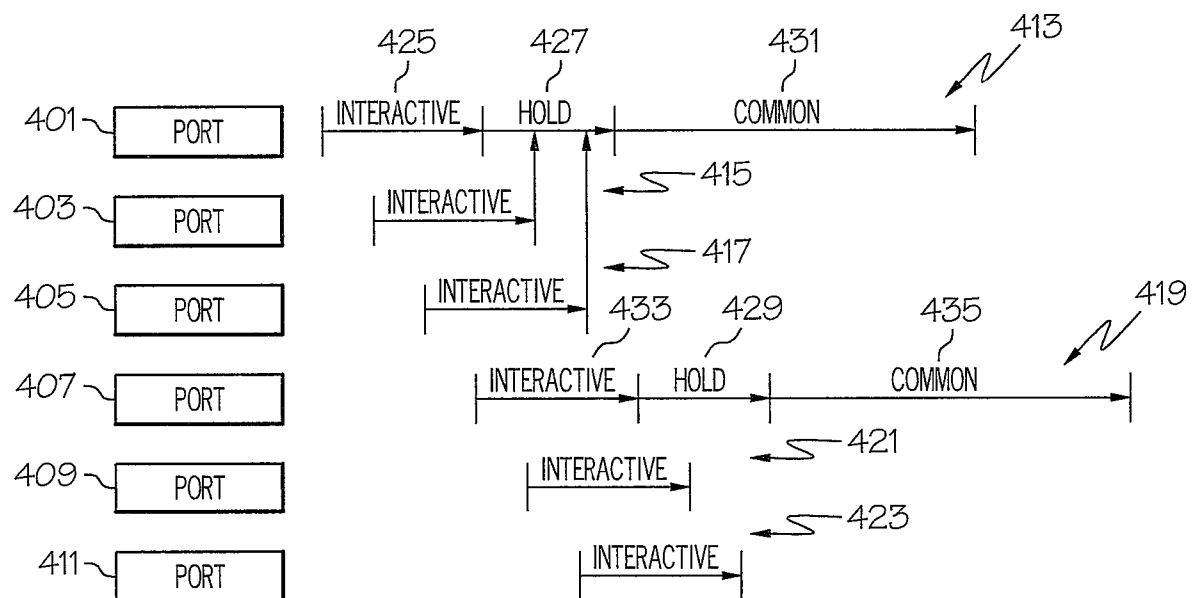 425 427 431 413
401 PORT INTERACTIVE HOLD COMMON
415
403 PORT INTERACTIVE
417
405 PORT INTERACTIVE
433 429 435 419
407 PORT INTERACTIVE HOLD COMMON
421
409 PORT INTERACTIVE
423
411 PORT INTERACTIVE